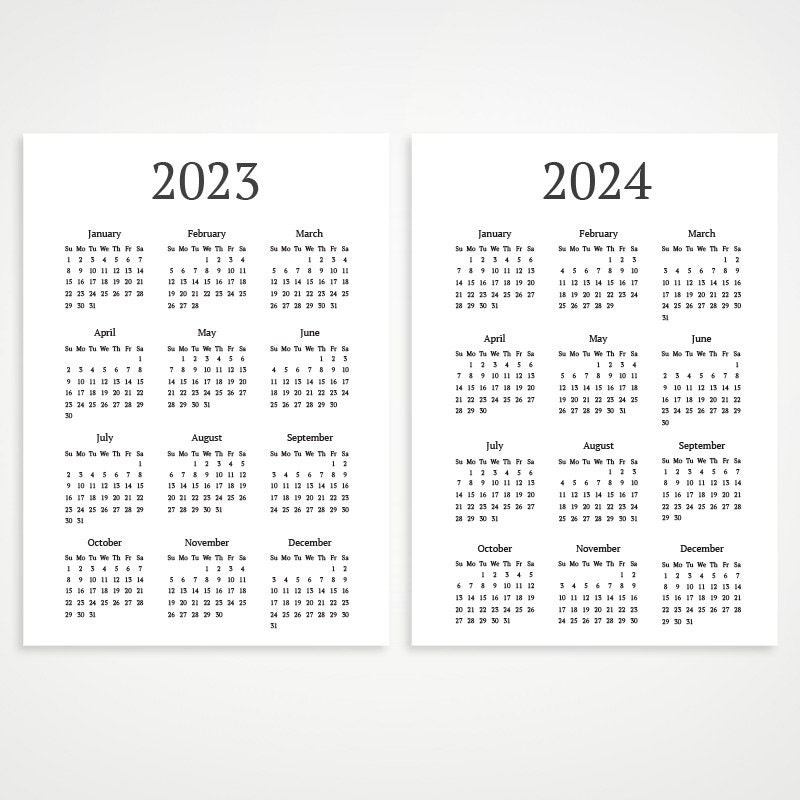 2023
January
Su Mo Tu We Th Fr Sa
1 2 3 4 5 6 7
8 9 10 11 12 13 14
15 16 17 18 19 20 21
22 23 24 25 26 27 28
29 30 31
February
Su Mo Tu We Th Fr Sa
1 2 3 4
5 6 7 8 9 10 11
12 13 14 15 16 17 18
19 20 21 22 23 24 25
26 27 28
March
Su Mo Tu We Th Fr Sa
1 2 3 4
5 6 7 8 9 10 11
12 13 14 15 16 17 18
19 20 21 22 23 24 25
26 27 28 29 30 31
April
Su Mo Tu We Th Fr Sa
1
2 3 4 5 6 7 8
9 10 11 12 13 14 15
16 17 18 19 20 21 22
23 24 25 26 27 28 29
30
May
Su Mo Tu We Th Fr Sa
1 2 3 4 5 6
7 8 9 10 11 12 13
14 15 16 17 18 19 20
21 22 23 24 25 26 27
28 29 30 31
June
Su Mo Tu We Th Fr Sa
1 2 3
4 5 6 7 8 9 10
11 12 13 14 15 16 17
18 19 20 21 22 23 24
25 26 27 28 29 30
July
Su Mo Tu We Th Fr Sa
1
2 3 4 5 6 7 8
9 10 11 12 13 14 15
16 17 18 19 20 21 22
23 24 25 26 27 28 29
30 31
August
Su Mo Tu We Th Fr Sa
1 2 3 4 5
6 7 8 9 10 11 12
13 14 15 16 17 18 19
20 21 22 23 24 25 26
27 28 29 30 31
September
Su Mo Tu We Th Fr Sa
1 2
3 4 5 6 7 8 9
10 11 12 13 14 15 16
17 18 19 20 21 22 23
24 25 26 27 28 29 30
October
Su Mo Tu We Th Fr Sa
1 2 3 4 5 6 7
8 9 10 11 12 13 14
15 16 17 18 19 20 21
22 23 24 25 26 27 28
29 30 31
November
Su Mo Tu We Th Fr Sa
1 2 3 4
5 6 7 8 9 10 11
12 13 14 15 16 17 18
19 20 21 22 23 24 25
26 27 28 29 30
December
Su Mo Tu We Th Fr Sa
1 2
3 4 5 6 7 8 9
10 11 12 13 14 15 16
17 18 19 20 21 22 23
24 25 26 27 28 29 30
31
2024
January
Su Mo Tu We Th Fr Sa
1 2 3 4 5 6
7 8 9 10 11 12 13
14 15 16 17 18 19 20
21 22 23 24 25 26 27
28 29 30 31
February
Su Mo Tu We Th Fr Sa
1 2 3
4 5 6 7 8 9 10
11 12 13 14 15 16 17
18 19 20 21 22 23 24
25 26 27 28 29
March
Su Mo Tu We Th Fr Sa
1 2
3 4 5 6 7 8 9
10 11 12 13 14 15 16
17 18 19 20 21 22 23
24 25 26 27 28 29 30
31
April
Su Mo Tu We Th Fr Sa
1 2 3 4 5 6
7 8 9 10 11 12 13
14 15 16 17 18 19 20
21 22 23 24 25 26 27
28 29 30
May
Su Mo Tu We Th Fr Sa
1 2 3 4
5 6 7 8 9 10 11
12 13 14 15 16 17 18
19 20 21 22 23 24 25
26 27 28 29 30 31
June
Su Mo Tu We Th Fr Sa
1
2 3 4 5 6 7 8
9 10 11 12 13 14 15
16 17 18 19 20 21 22
23 24 25 26 27 28 29
30
July
Su Mo Tu We Th Fr Sa
1 2 3 4 5 6
7 8 9 10 11 12 13
14 15 16 17 18 19 20
21 22 23 24 25 26 27
28 29 30 31
August
Su Mo Tu We Th Fr Sa
1 2 3
4 5 6 7 8 9 10
11 12 13 14 15 16 17
18 19 20 21 22 23 24
25 26 27 28 29 30 31
September
Su Mo Tu We Th Fr Sa
1 2 3 4 5 6 7
8 9 10 11 12 13 14
15 16 17 18 19 20 21
22 23 24 25 26 27 28
29 30
October
Su Mo Tu We Th Fr Sa
1 2 3 4 5
6 7 8 9 10 11 12
13 14 15 16 17 18 19
20 21 22 23 24 25 26
27 28 29 30 31
November
Su Mo Tu We Th Fr Sa
1 2
3 4 5 6 7 8 9
10 11 12 13 14 15 16
17 18 19 20 21 22 23
24 25 26 27 28 29 30
December
Su Mo Tu We Th Fr Sa
1 2 3 4 5 6 7
8 9 10 11 12 13 14
15 16 17 18 19 20 21
22 23 24 25 26 27 28
29 30 31